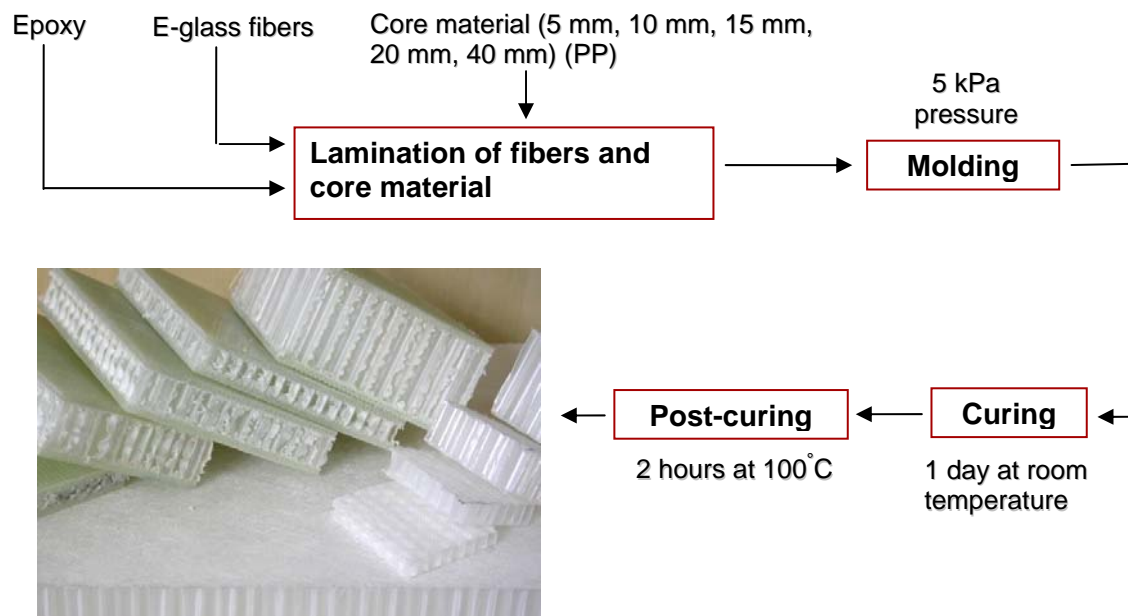 Epoxy
E-glass fibers
Core material (5 mm, 10 mm, 15 mm,
20 mm, 40 mm) (PP)
5 kPa
pressure
Lamination of fibers and
core material
Molding
Post-curing
Curing
2 hours at 100°C
1 day at room
temperature